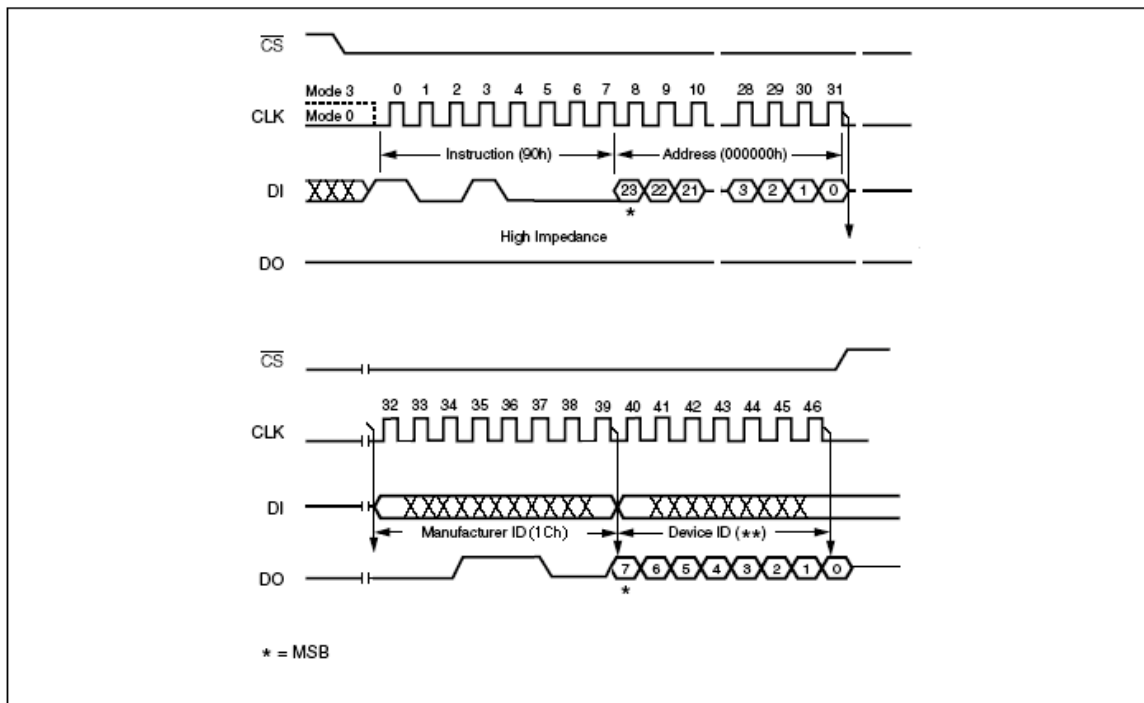 CS
Mode 3
0 1 2 3 4 5 6 7 8 9 10 28 29 30 31
CLK
Mode 0
Instruction (90h)
Address (000000h)
DI
23 22 21 3 2 1 0
*
High Impedance
DO
CS
32 33 34 35 36 37 38 39 40 41 42 43 44 45 46
CLK
DI
Manufacturer ID (1Ch)
Device ID (**)
DO
7 6 5 4 3 2 1 0
*
* = MSB